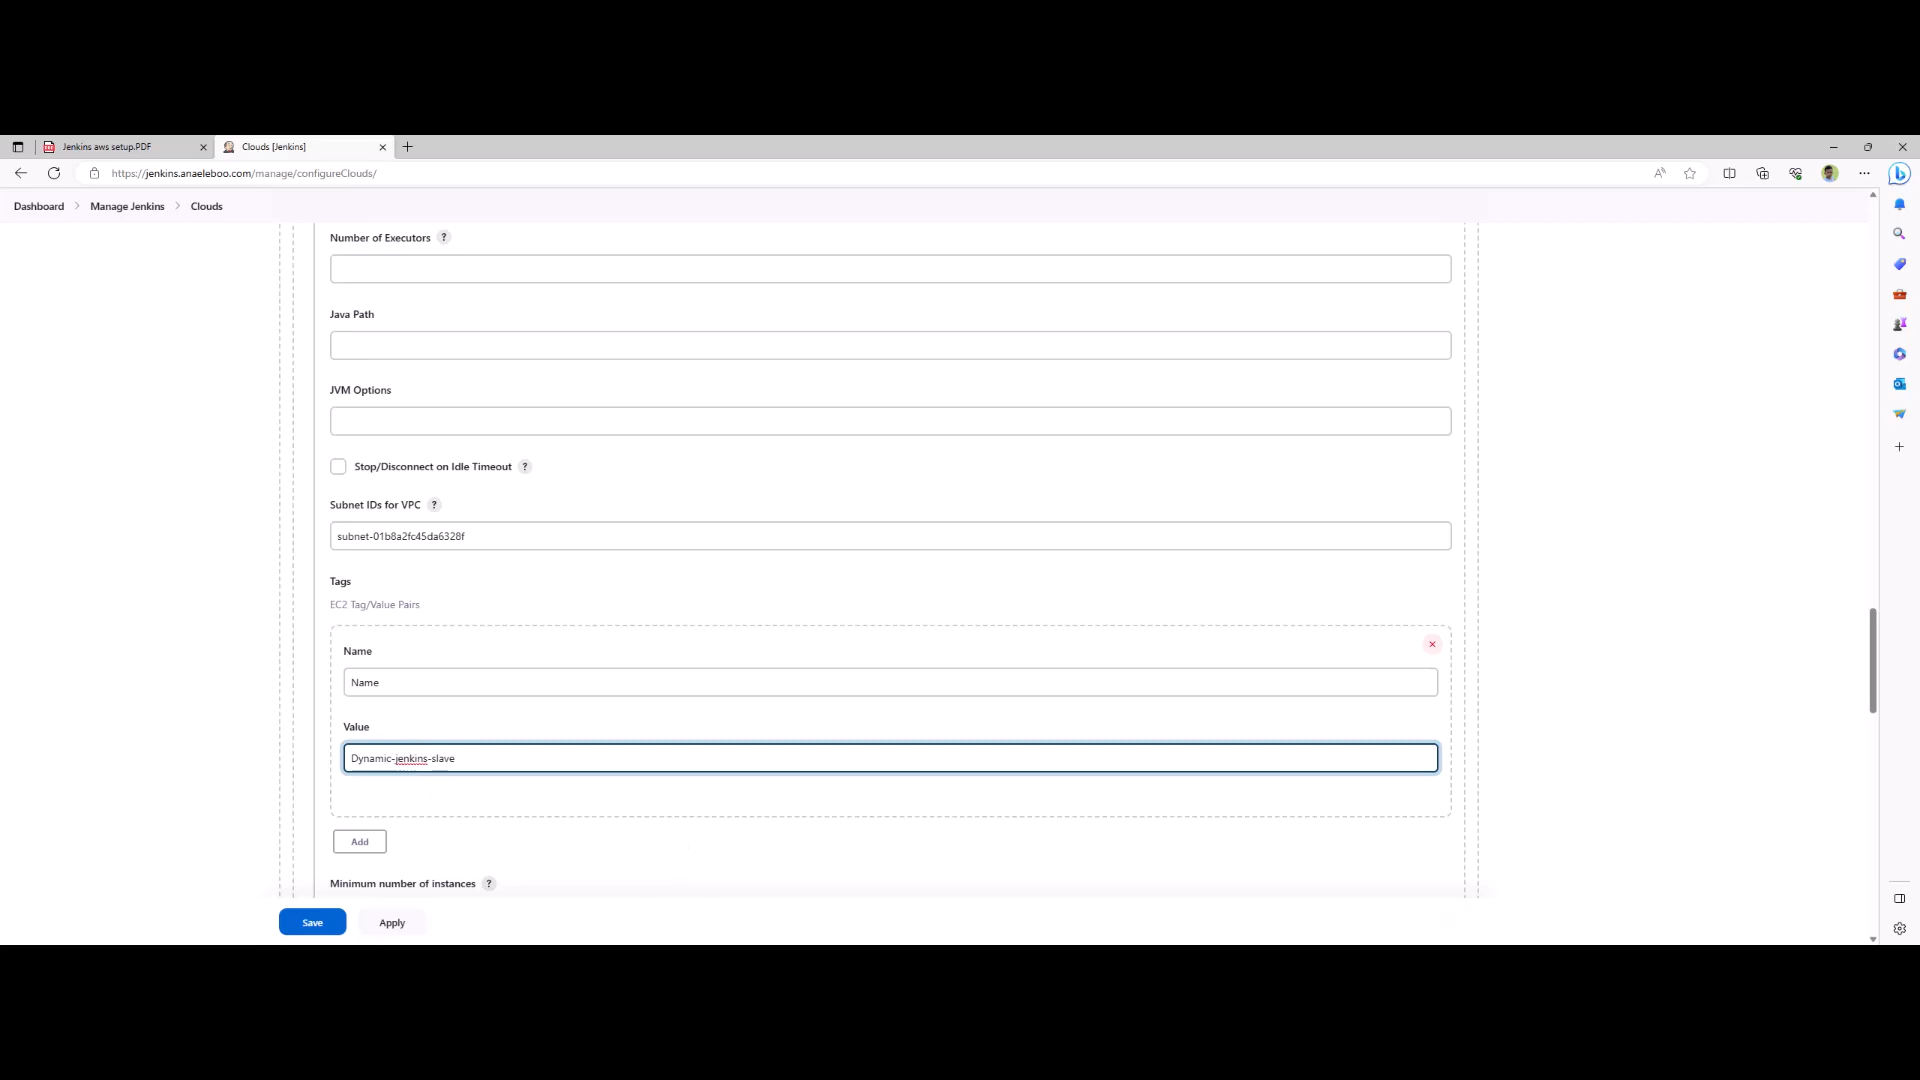 Jenkins aws setup.PDF
Clouds [Jenkins]
https://jenkins.anaeleboo.com/manage/configureClouds/
Dashboard > Manage Jenkins > Clouds
Number of Executors ?
Java Path
JVM Options
Stop/Disconnect on Idle Timeout ?
Subnet IDs for VPC ?
subnet-01b8a2fc45da6328f
Tags
EC2 Tag/Value Pairs
Name
Name
Value
Dynamic-jenkins-slave
Add
Minimum number of instances ?
Save
Apply